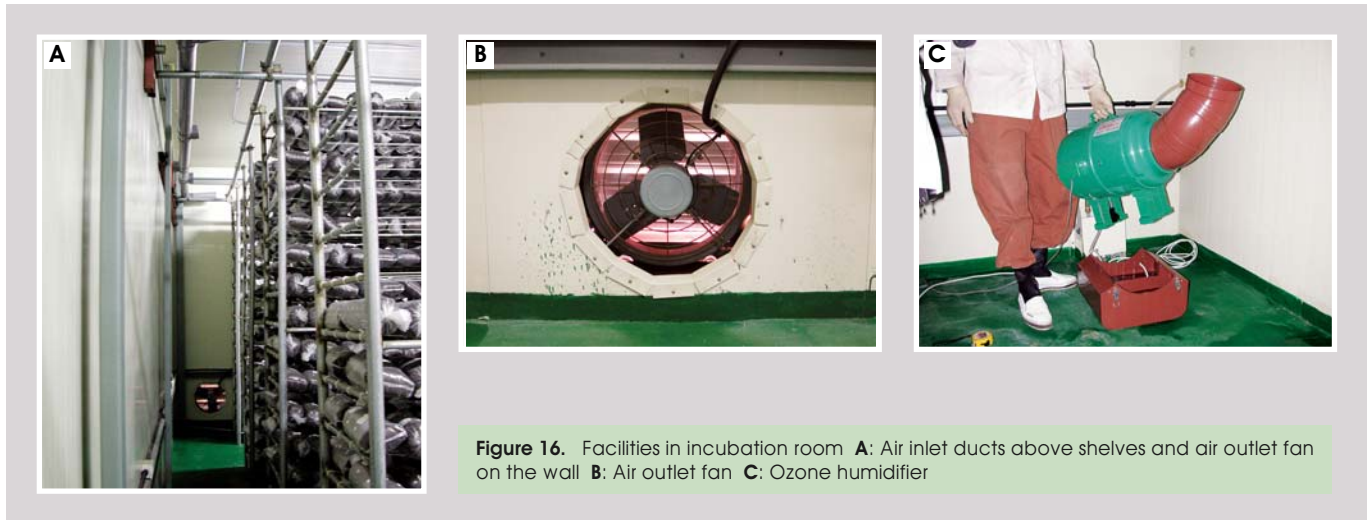 A
B
C
Figure 16. Facilities in incubation room A: Air inlet ducts above shelves and air outlet fan
on the wall B: Air outlet fan C: Ozone humidifier